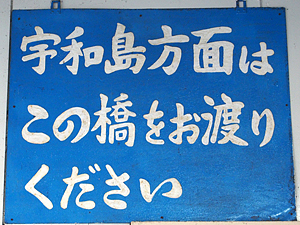 宇和島方面は
この橋をお渡り
ください